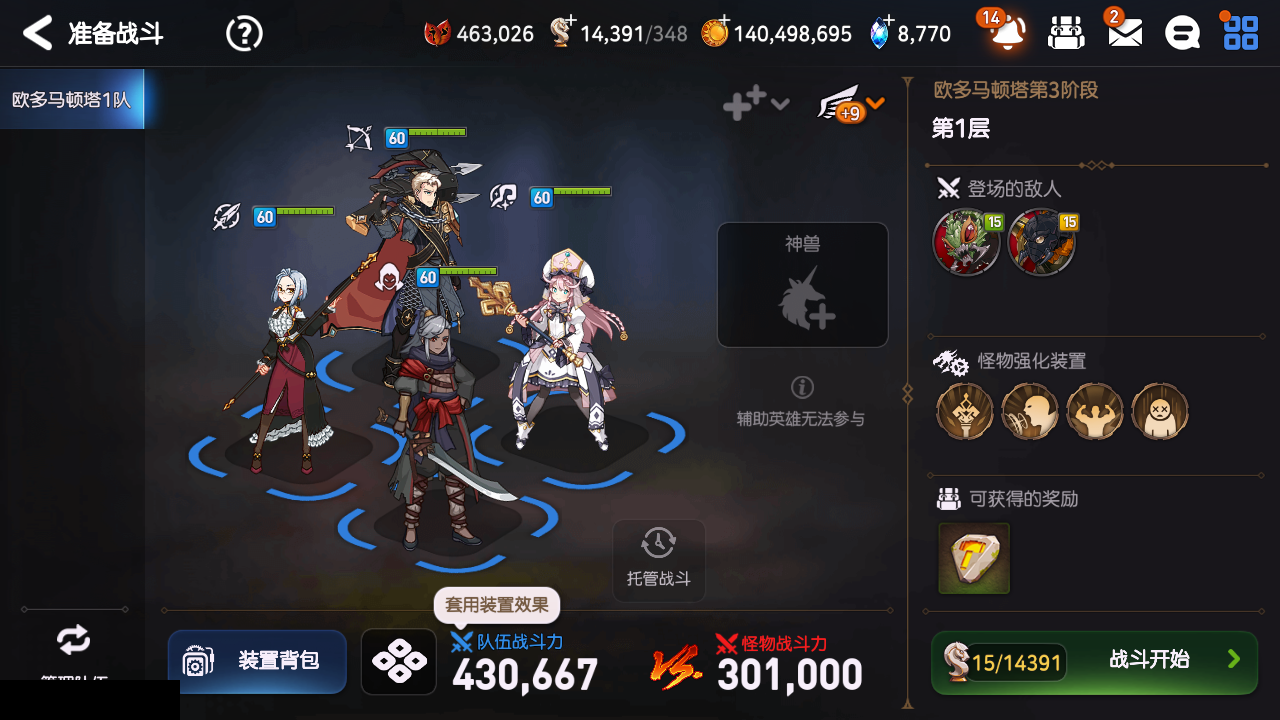 准备战斗
?
463,026
14,391/348
140,498,695
8,770
14
2
欧多马顿塔1队
60
60
60
60
+9
神兽
辅助英雄无法参与
托管战斗
欧多马顿塔第3阶段
第1层
登场的敌人
15
15
怪物强化装置
可获得的奖励
套用装置效果
装置背包
队伍战斗力
430,667
VS.
怪物战斗力
301,000
15/14391
战斗开始